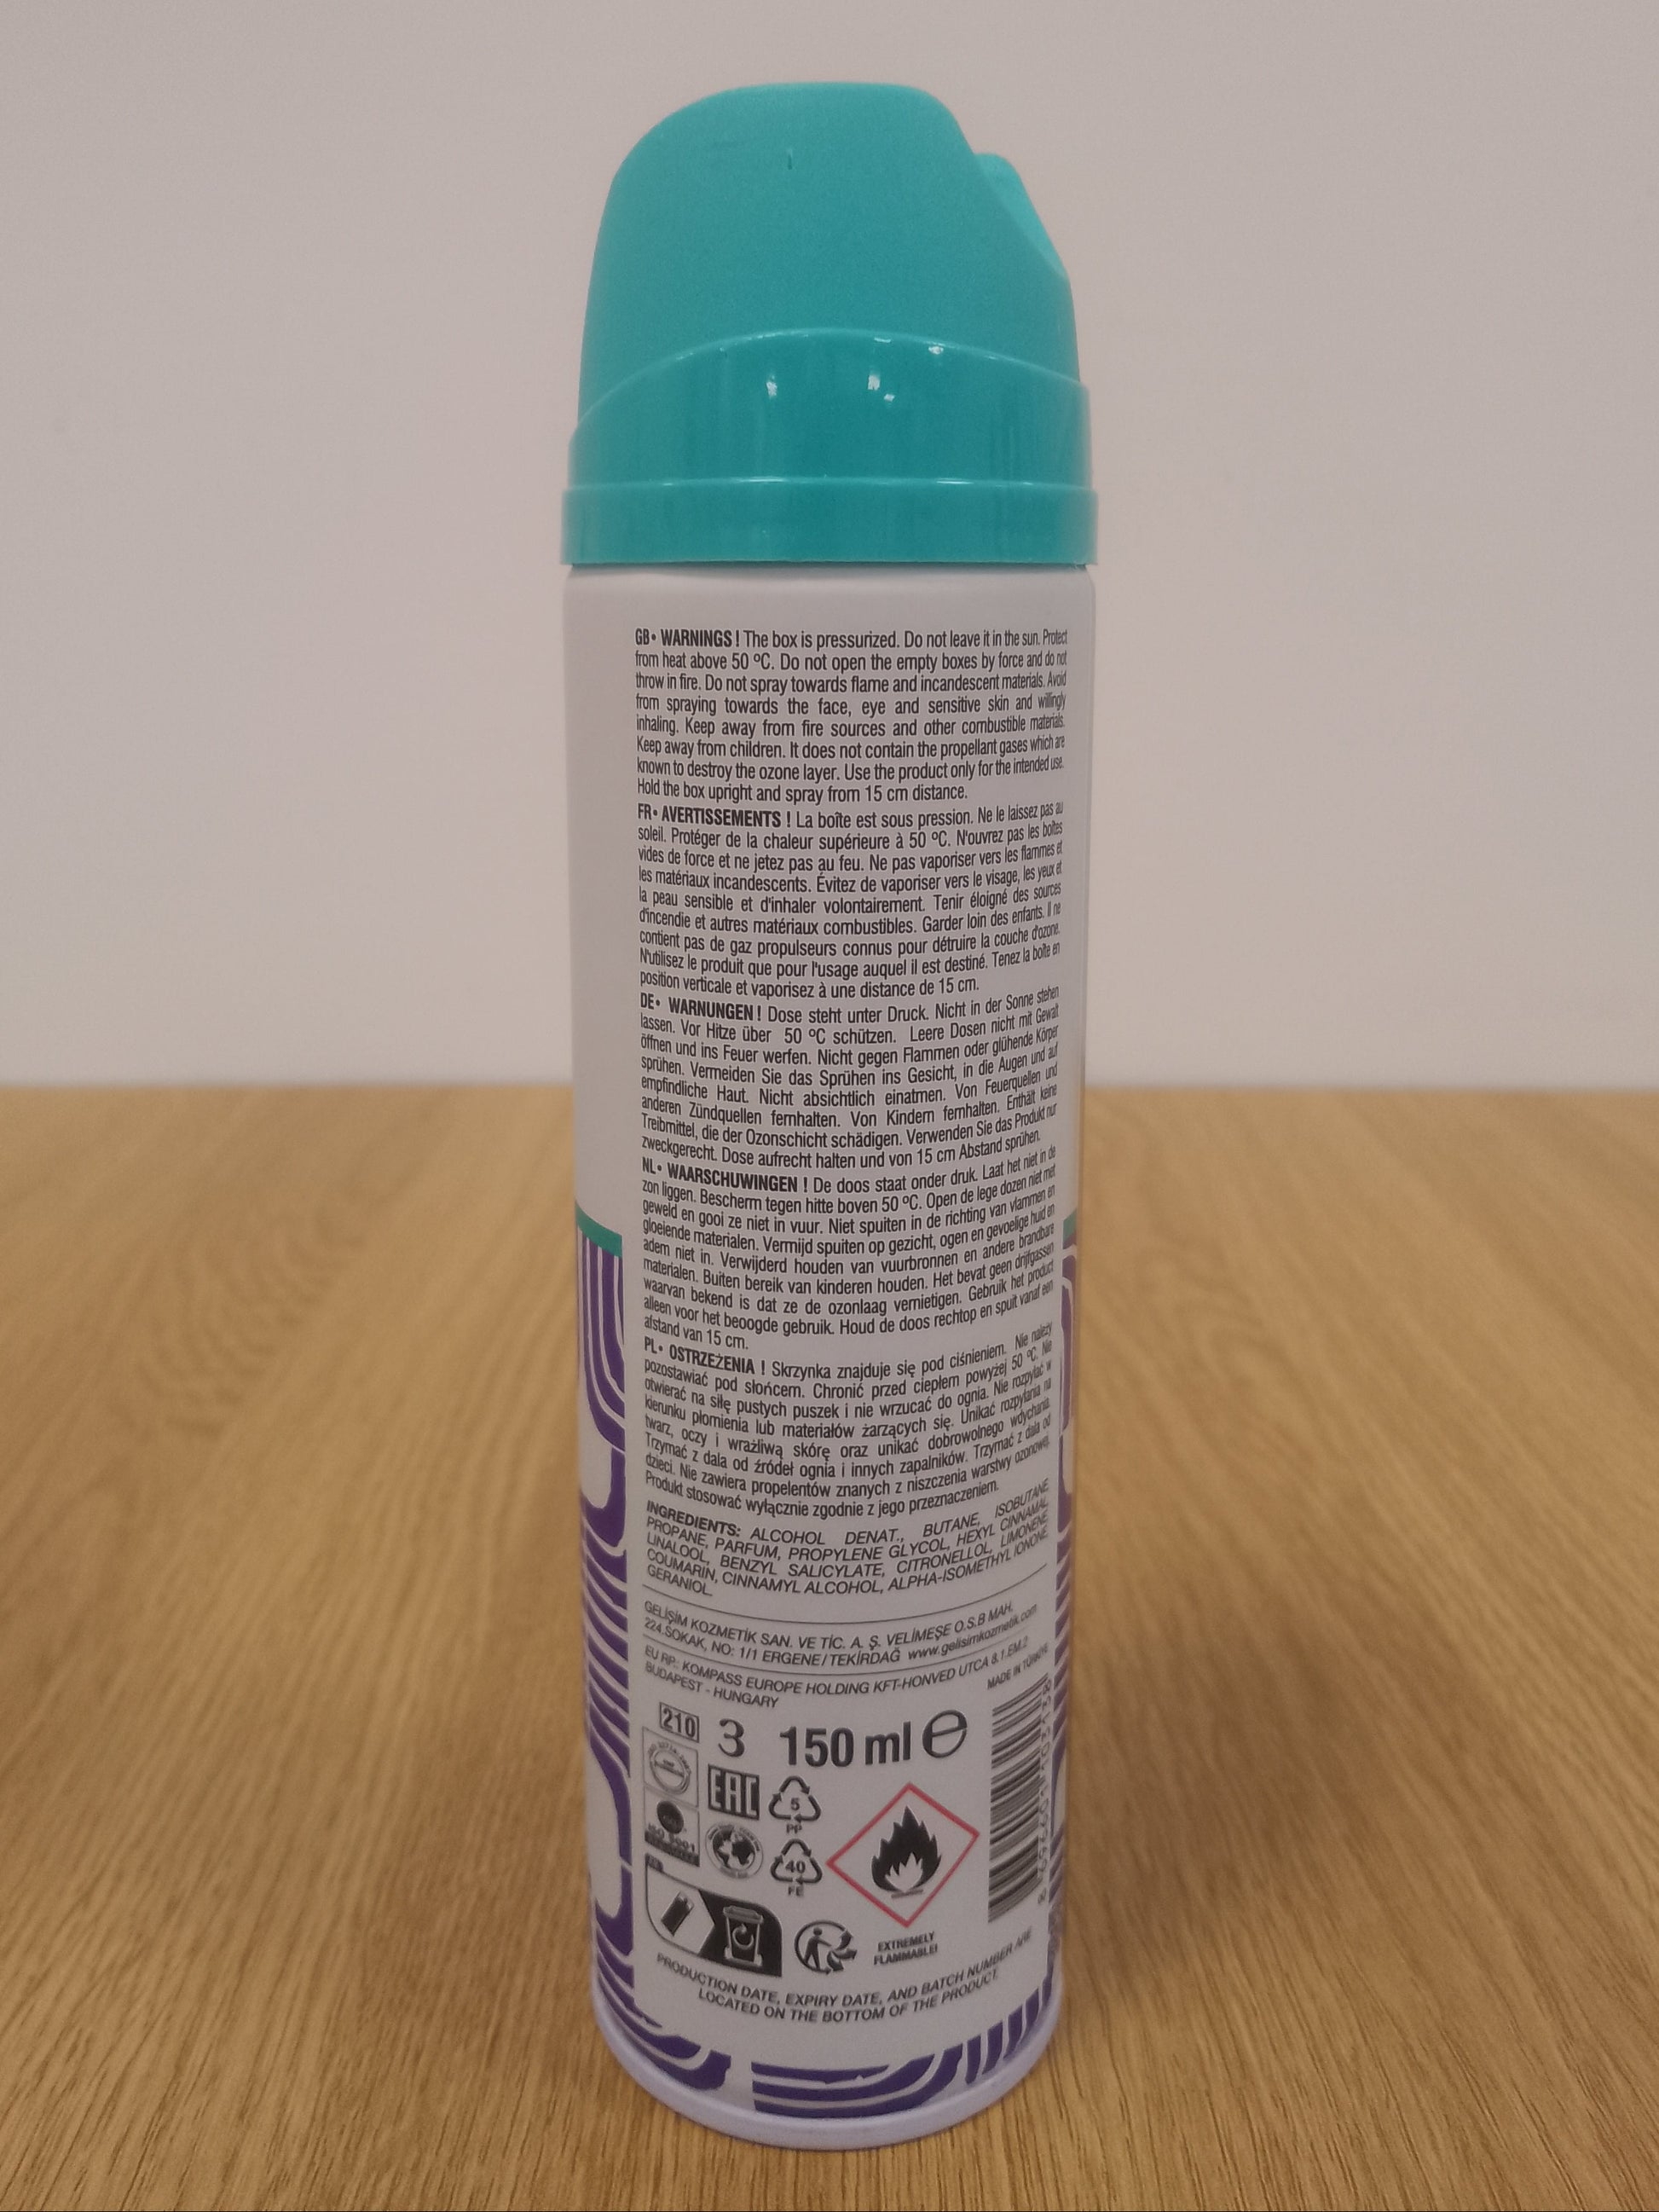 GB• WARNINGS ! The box is pressurized. Do not leave it in the sun. Protect
from heat above 50 ºC. Do not open the empty boxes by force and do not
throw in fire. Do not spray towards flame and incandescent materials. Avoid
from spraying towards the face, eye and sensitive skin and willingly
inhaling. Keep away from fire sources and other combustible materials.
Keep away from children. It does not contain the propellant gases which are
known to destroy the ozone layer. Use the product only for the intended use.
Hold the box upright and spray from 15 cm distance.
FR• AVERTISSEMENTS ! La boîte est sous pression. Ne le laissez pas au
soleil. Protéger de la chaleur supérieure à 50 ºC. N'ouvrez pas les boîtes
vides de force et ne jetez pas au feu. Ne pas vaporiser vers les flammes et
les matériaux incandescents. Évitez de vaporiser vers le visage, les yeux et
la peau sensible et d'inhaler volontairement. Tenir éloigné des sources
d'incendie et autres matériaux combustibles. Garder loin des enfants. Il ne
contient pas de gaz propulseurs connus pour détruire la couche d'ozone.
N'utilisez le produit que pour l'usage auquel il est destiné. Tenez la boîte en
position verticale et vaporisez à une distance de 15 cm.
DE• WARNUNGEN ! Dose steht unter Druck. Nicht in der Sonne stehen
lassen. Vor Hitze über 50 ºC schützen. Leere Dosen nicht mit Gewalt
öffnen und ins Feuer werfen. Nicht gegen Flammen oder glühende Körper
sprühen. Vermeiden Sie das Sprühen ins Gesicht, in die Augen und auf
empfindliche Haut. Nicht absichtlich einatmen. Von Feuerquellen und
anderen Zündquellen fernhalten. Von Kindern fernhalten. Enthält keine
Treibmittel, die der Ozonschicht schädigen. Verwenden Sie das Produkt nur
zweckgerecht. Dose aufrecht halten und von 15 cm Abstand sprühen.
NL• WAARSCHUWINGEN ! De doos staat onder druk. Laat het niet in de
zon liggen. Bescherm tegen hitte boven 50 ºC. Open de lege dozen niet met
geweld en gooi ze niet in vuur. Niet spuiten in de richting van vlammen en
gloeiende materialen. Vermijd spuiten op gezicht, ogen en gevoelige huid en
adem niet in. Verwijderd houden van vuurbronnen en andere brandbare
materialen. Buiten bereik van kinderen houden. Het bevat geen drijfgassen
waarvan bekend is dat ze de ozonlaag vernietigen. Gebruik het product
alleen voor het beoogde gebruik. Houd de doos rechtop en spuit vanaf een
afstand van 15 cm.
PL• OSTRZEŻENIA ! Skrzynka znajduje się pod ciśnieniem. Nie należy
pozostawiać pod słońcem. Chronić przed ciepłem powyżej 50 ºC. Nie
otwierać na siłę pustych puszek i nie wrzucać do ognia. Nie rozpylać w
kierunku płomienia lub materiałów żarzących się. Unikać rozpylania na
twarz, oczy i wrażliwą skórę oraz unikać dobrowolnego wdychania.
Trzymać z dala od źródeł ognia i innych zapalników. Trzymać z dala od
dzieci. Nie zawiera propelentów znanych z niszczenia warstwy ozonowej.
Produkt stosować wyłącznie zgodnie z jego przeznaczeniem.
INGREDIENTS: ALCOHOL DENAT., BUTANE, ISOBUTANE,
PROPANE, PARFUM, PROPYLENE GLYCOL, HEXYL CINNAMAL,
LINALOOL, BENZYL SALICYLATE, CITRONELLOL, LIMONENE,
COUMARIN, CINNAMYL ALCOHOL, ALPHA-ISOMETHYL IONONE,
GERANIOL.
GELİŞİM KOZMETİK SAN. VE TİC. A. Ş. VELİMEŞE O.S.B MAH.
224.SOKAK, NO: 1/1 ERGENE/TEKİRDAĞ www.gelisimkozmetik.com
EU RP.: KOMPASS EUROPE HOLDING KFT-HONVED UTCA 8.1.EM.2
BUDAPEST - HUNGARY
MADE IN TÜRKİYE
210 3 150 ml ℮
EAC
5
PP
ISO 9001
40
FE
EXTREMELY
FLAMMABLE!
PRODUCTION DATE, EXPIRY DATE, AND BATCH NUMBER ARE
LOCATED ON THE BOTTOM OF THE PRODUCT.